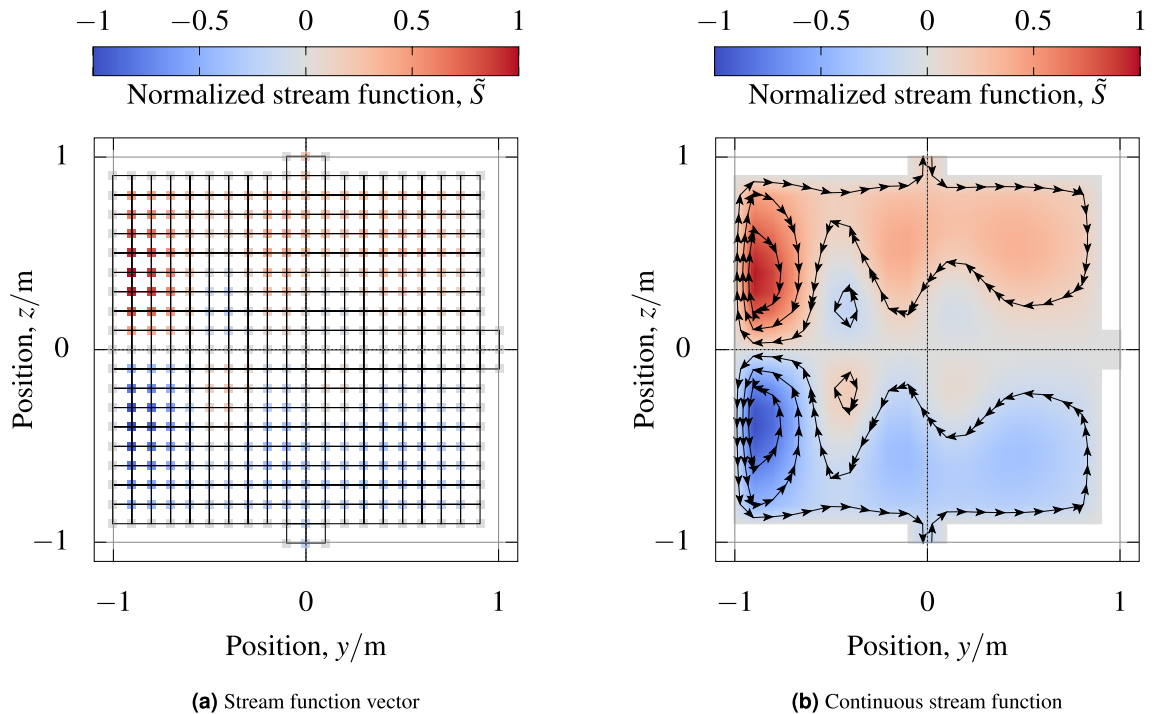 −1 −0.5 0 0.5 1
Normalized stream function, S̃
1
0
−1
Position, z/m
−1 0 1
Position, y/m
(a) Stream function vector
−1 −0.5 0 0.5 1
Normalized stream function, S̃
1
0
−1
Position, z/m
−1 0 1
Position, y/m
(b) Continuous stream function